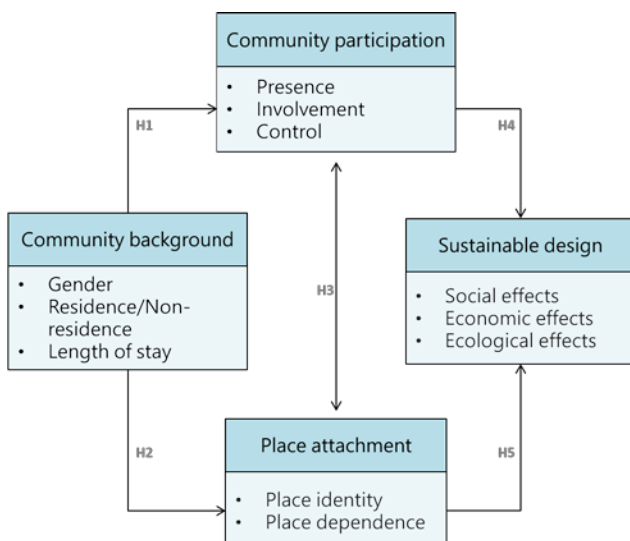 Community participation
• Presence
• Involvement
• Control
H1
H4
Community background
• Gender
• Residence/Non-
residence
• Length of stay
H3
Sustainable design
• Social effects
• Economic effects
• Ecological effects
H2
H5
Place attachment
• Place identity
• Place dependence